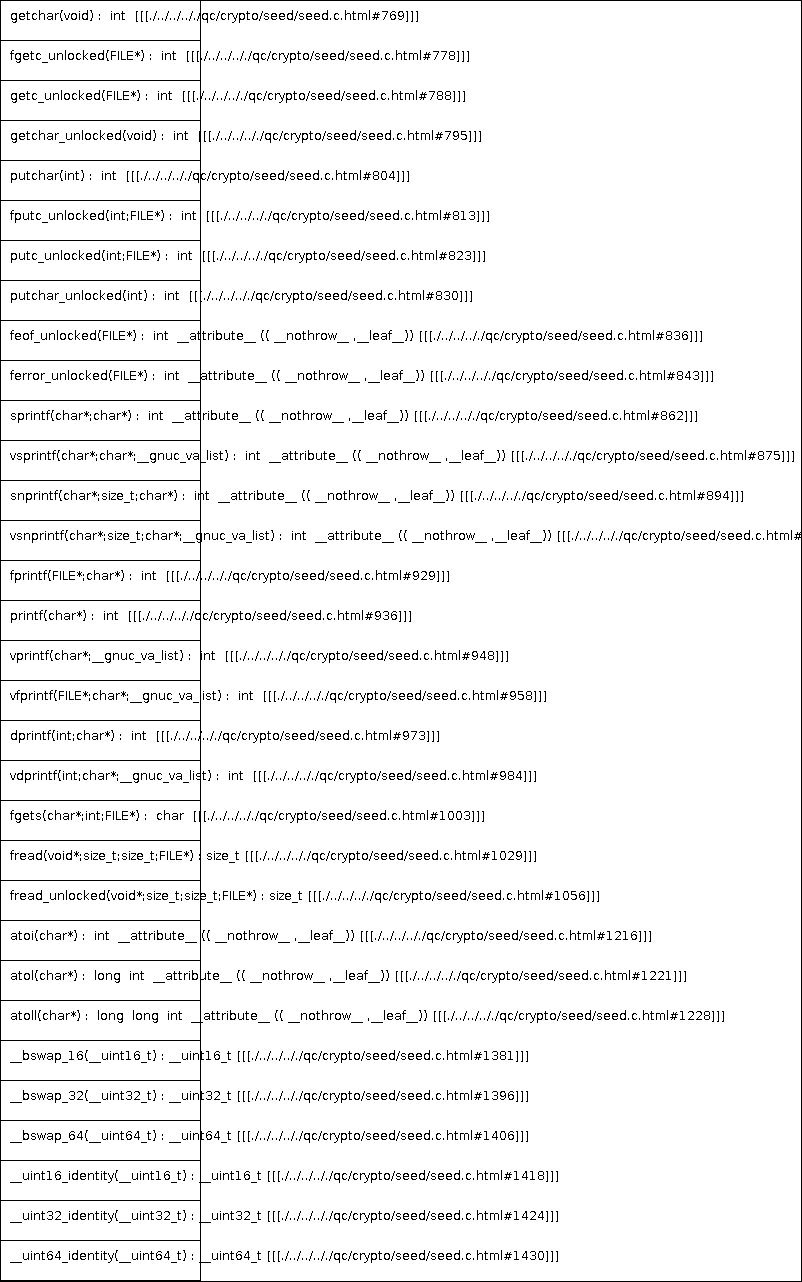 getchar(void) : int [[[./../../././qc/crypto/seed/seed.c.html#769]]]
fgetc_unlocked(FILE*) : int [[[./../../././qc/crypto/seed/seed.c.html#778]]]
getc_unlocked(FILE*) : int [[[./../../././qc/crypto/seed/seed.c.html#788]]]
getchar_unlocked(void) : int [[[./../../././qc/crypto/seed/seed.c.html#795]]]
putchar(int) : int [[[./../../././qc/crypto/seed/seed.c.html#804]]]
fputc_unlocked(int;FILE*) : int [[[./../../././qc/crypto/seed/seed.c.html#813]]]
putc_unlocked(int;FILE*) : int [[[./../../././qc/crypto/seed/seed.c.html#823]]]
putchar_unlocked(int) : int [[[./../../././qc/crypto/seed/seed.c.html#830]]]
feof_unlocked(FILE*) : int __attribute__ (( __nothrow__ ,__leaf__)) [[[./../../././qc/crypto/seed/seed.c.html#836]]]
ferror_unlocked(FILE*) : int __attribute__ (( __nothrow__ ,__leaf__)) [[[./../../././qc/crypto/seed/seed.c.html#843]]]
sprintf(char*;char*) : int __attribute__ (( __nothrow__ ,__leaf__)) [[[./../../././qc/crypto/seed/seed.c.html#862]]]
vsprintf(char*;char*;__gnuc_va_list) : int __attribute__ (( __nothrow__ ,__leaf__)) [[[./../../././qc/crypto/seed/seed.c.html#875]]]
snprintf(char*;size_t;char*) : int __attribute__ (( __nothrow__ ,__leaf__)) [[[./../../././qc/crypto/seed/seed.c.html#894]]]
vsnprintf(char*;size_t;char*;__gnuc_va_list) : int __attribute__ (( __nothrow__ ,__leaf__)) [[[./../../././qc/crypto/seed/seed.c.html#
fprintf(FILE*;char*) : int [[[./../../././qc/crypto/seed/seed.c.html#929]]]
printf(char*) : int [[[./../../././qc/crypto/seed/seed.c.html#936]]]
vprintf(char*;__gnuc_va_list) : int [[[./../../././qc/crypto/seed/seed.c.html#948]]]
vfprintf(FILE*;char*;__gnuc_va_list) : int [[[./../../././qc/crypto/seed/seed.c.html#958]]]
dprintf(int;char*) : int [[[./../../././qc/crypto/seed/seed.c.html#973]]]
vdprintf(int;char*;__gnuc_va_list) : int [[[./../../././qc/crypto/seed/seed.c.html#984]]]
fgets(char*;int;FILE*) : char [[[./../../././qc/crypto/seed/seed.c.html#1003]]]
fread(void*;size_t;size_t;FILE*) : size_t [[[./../../././qc/crypto/seed/seed.c.html#1029]]]
fread_unlocked(void*;size_t;size_t;FILE*) : size_t [[[./../../././qc/crypto/seed/seed.c.html#1056]]]
atoi(char*) : int __attribute__ (( __nothrow__ ,__leaf__)) [[[./../../././qc/crypto/seed/seed.c.html#1216]]]
atol(char*) : long int __attribute__ (( __nothrow__ ,__leaf__)) [[[./../../././qc/crypto/seed/seed.c.html#1221]]]
atoll(char*) : long long int __attribute__ (( __nothrow__ ,__leaf__)) [[[./../../././qc/crypto/seed/seed.c.html#1228]]]
__bswap_16(__uint16_t) : __uint16_t [[[./../../././qc/crypto/seed/seed.c.html#1381]]]
__bswap_32(__uint32_t) : __uint32_t [[[./../../././qc/crypto/seed/seed.c.html#1396]]]
__bswap_64(__uint64_t) : __uint64_t [[[./../../././qc/crypto/seed/seed.c.html#1406]]]
__uint16_identity(__uint16_t) : __uint16_t [[[./../../././qc/crypto/seed/seed.c.html#1418]]]
__uint32_identity(__uint32_t) : __uint32_t [[[./../../././qc/crypto/seed/seed.c.html#1424]]]
__uint64_identity(__uint64_t) : __uint64_t [[[./../../././qc/crypto/seed/seed.c.html#1430]]]